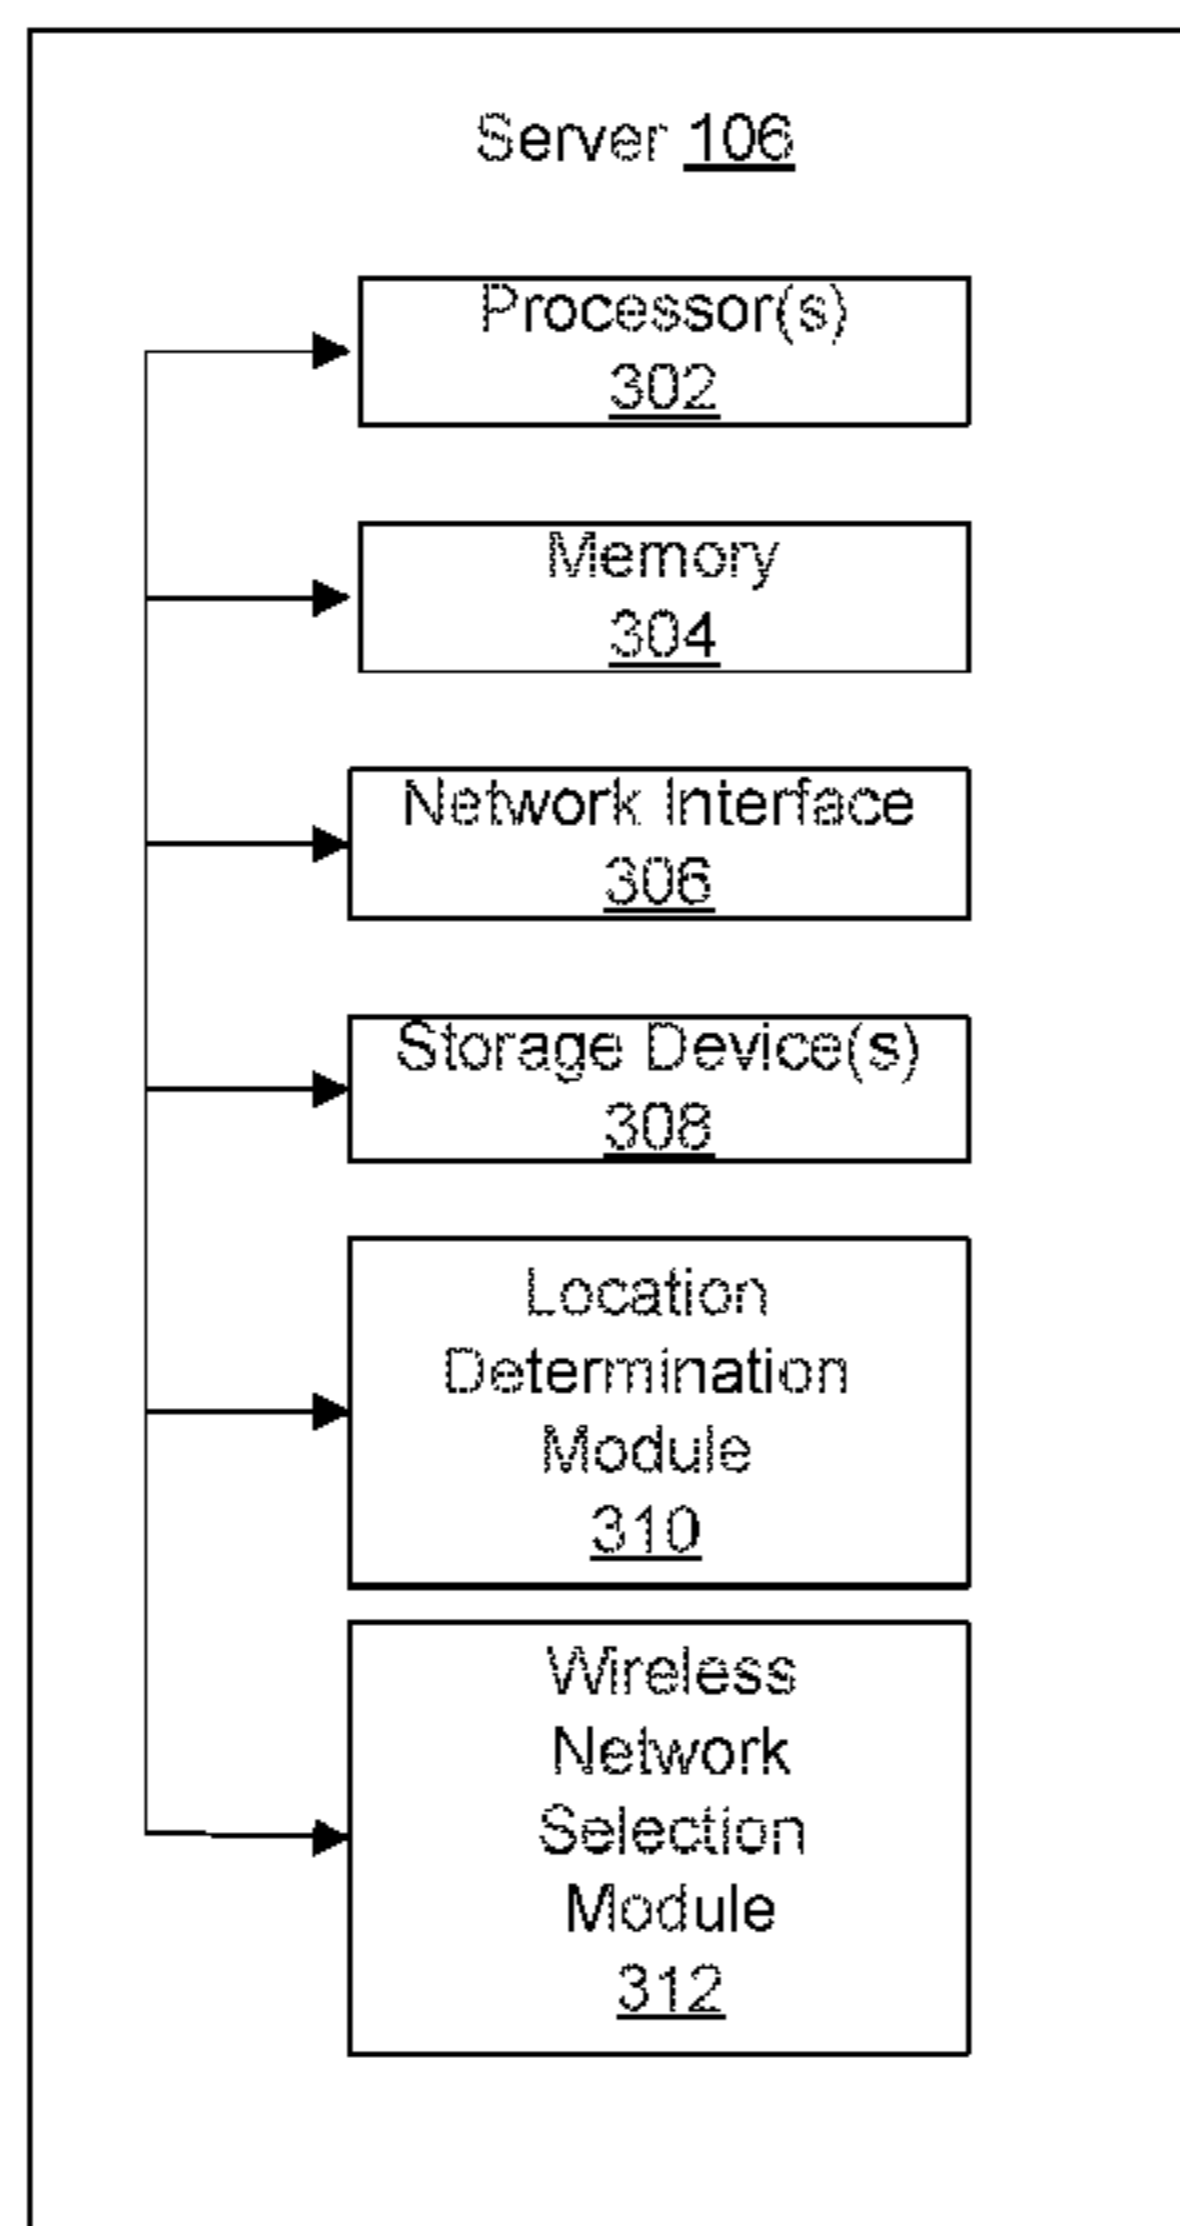 Server 106
Processor(s)
302
Memory
304
Network Interface
306
Storage Device(s)
308
Location
Determination
Module
310
Wireless
Network
Selection
Module
312